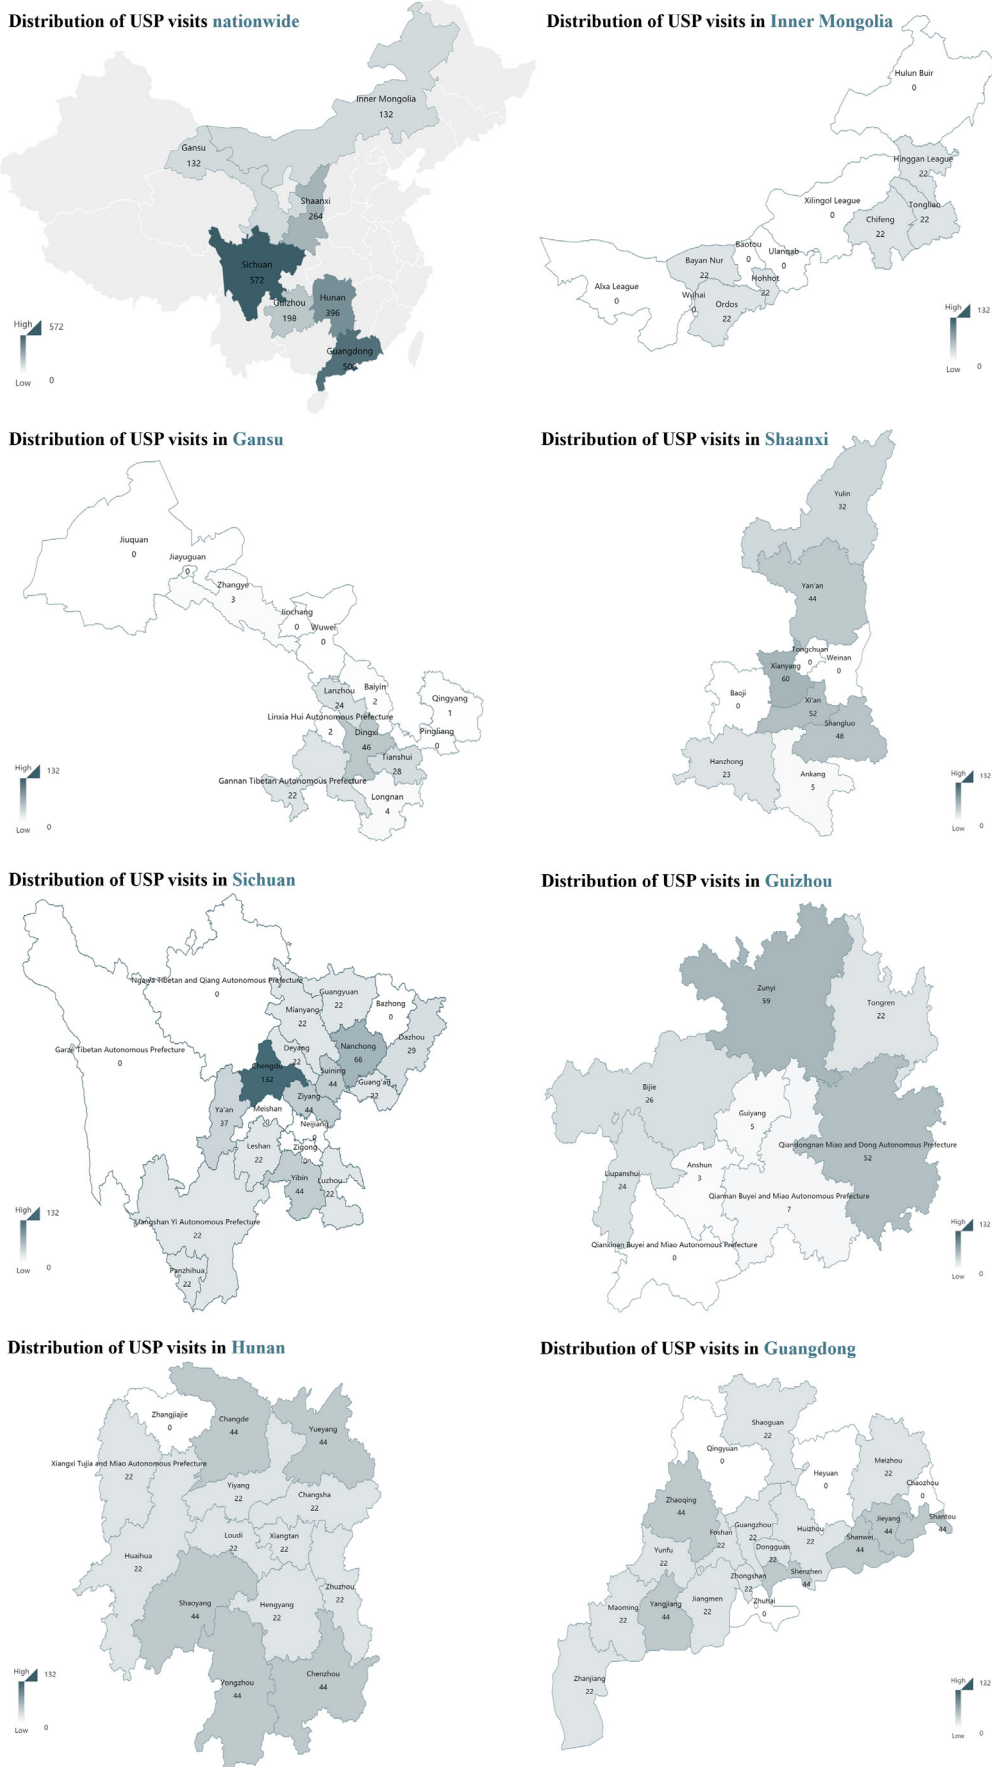 Distribution of USP visits nationwide
Inner Mongolia
132
Gansu
132
Shaanxi
264
Sichuan
572
Guizhou
198
Hunan
396
Guangdong
High
572
Low
0
Distribution of USP visits in Inner Mongolia
Hulun Buir
0
Hinggan League
22
Xilingol League
0
Tongliao
22
Chifeng
22
Baotou
0
Ulanqab
0
Bayan Nur
22
Hohhot
22
Alxa League
0
Wuhai
0
Ordos
22
High
132
Low
0
Distribution of USP visits in Gansu
Jiuquan
0
Jiayuguan
0
Zhangye
3
Jinchang
0
Wuwei
0
Lanzhou
24
Baiyin
2
Qingyang
1
Linxia Hui Autonomous Prefecture
2
Dingxi
46
Pingliang
0
Tianshui
28
Gannan Tibetan Autonomous Prefecture
22
Longnan
4
High
132
Low
0
Distribution of USP visits in Shaanxi
Yulin
32
Yan'an
44
Tongchuan
0
Weinan
0
Xianyang
60
Baoji
0
Xi'an
52
Shangluo
48
Hanzhong
23
Ankang
5
High
132
Low
0
Distribution of USP visits in Sichuan
Ngawa Tibetan and Qiang Autonomous Prefecture
0
Guangyuan
22
Bazhong
0
Mianyang
22
Dazhou
29
Garze Tibetan Autonomous Prefecture
0
Deyang
22
Nanchong
66
Chengdu
132
Suining
44
Guang'an
22
Ya'an
37
Meishan
0
Ziyang
44
Neijiang
0
Leshan
22
Zigong
0
Yibin
44
Luzhou
22
Liangshan Yi Autonomous Prefecture
22
Panzhihua
22
High
132
Low
0
Distribution of USP visits in Guizhou
Zunyi
59
Tongren
22
Bijie
26
Guiyang
5
Qiandongnan Miao and Dong Autonomous Prefecture
52
Anshun
3
Liupanshui
24
Qiannan Buyei and Miao Autonomous Prefecture
7
Qianxinan Buyei and Miao Autonomous Prefecture
0
High
132
Low
0
Distribution of USP visits in Hunan
Zhangjiajie
0
Changde
44
Yueyang
44
Xiangxi Tujia and Miao Autonomous Prefecture
22
Yiyang
22
Changsha
22
Loudi
22
Xiangtan
22
Huaihua
22
Zhuzhou
22
Shaoyang
44
Hengyang
22
Yongzhou
44
Chenzhou
44
High
132
Low
0
Distribution of USP visits in Guangdong
Shaoguan
22
Qingyuan
0
Meizhou
22
Heyuan
0
Chaozhou
0
Zhaoqing
44
Jieyang
44
Shantou
44
Foshan
22
Guangzhou
22
Huizhou
22
Shanwei
44
Yunfu
22
Dongguan
22
Zhongshan
22
Shenzhen
44
Maoming
22
Yangjiang
44
Jiangmen
22
Zhuhai
0
Zhanjiang
22
High
132
Low
0